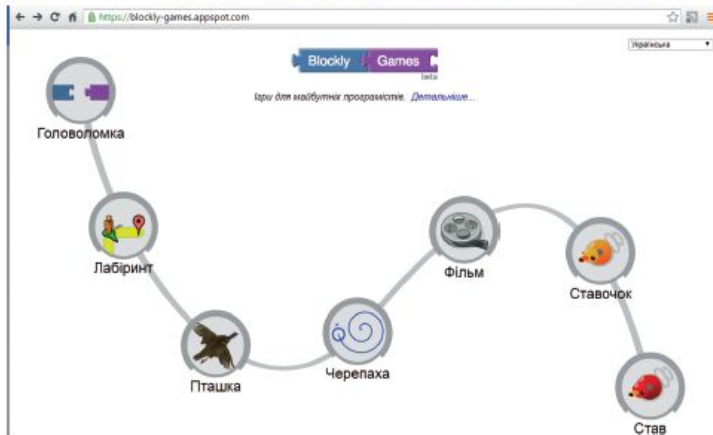 https://blockly-games.appspot.com
Українська
Blockly Games
beta
Ігри для майбутніх програмістів. Детальніше...
Головоломка
Лабіринт
Пташка
Черепаха
Фільм
Ставочок
Став